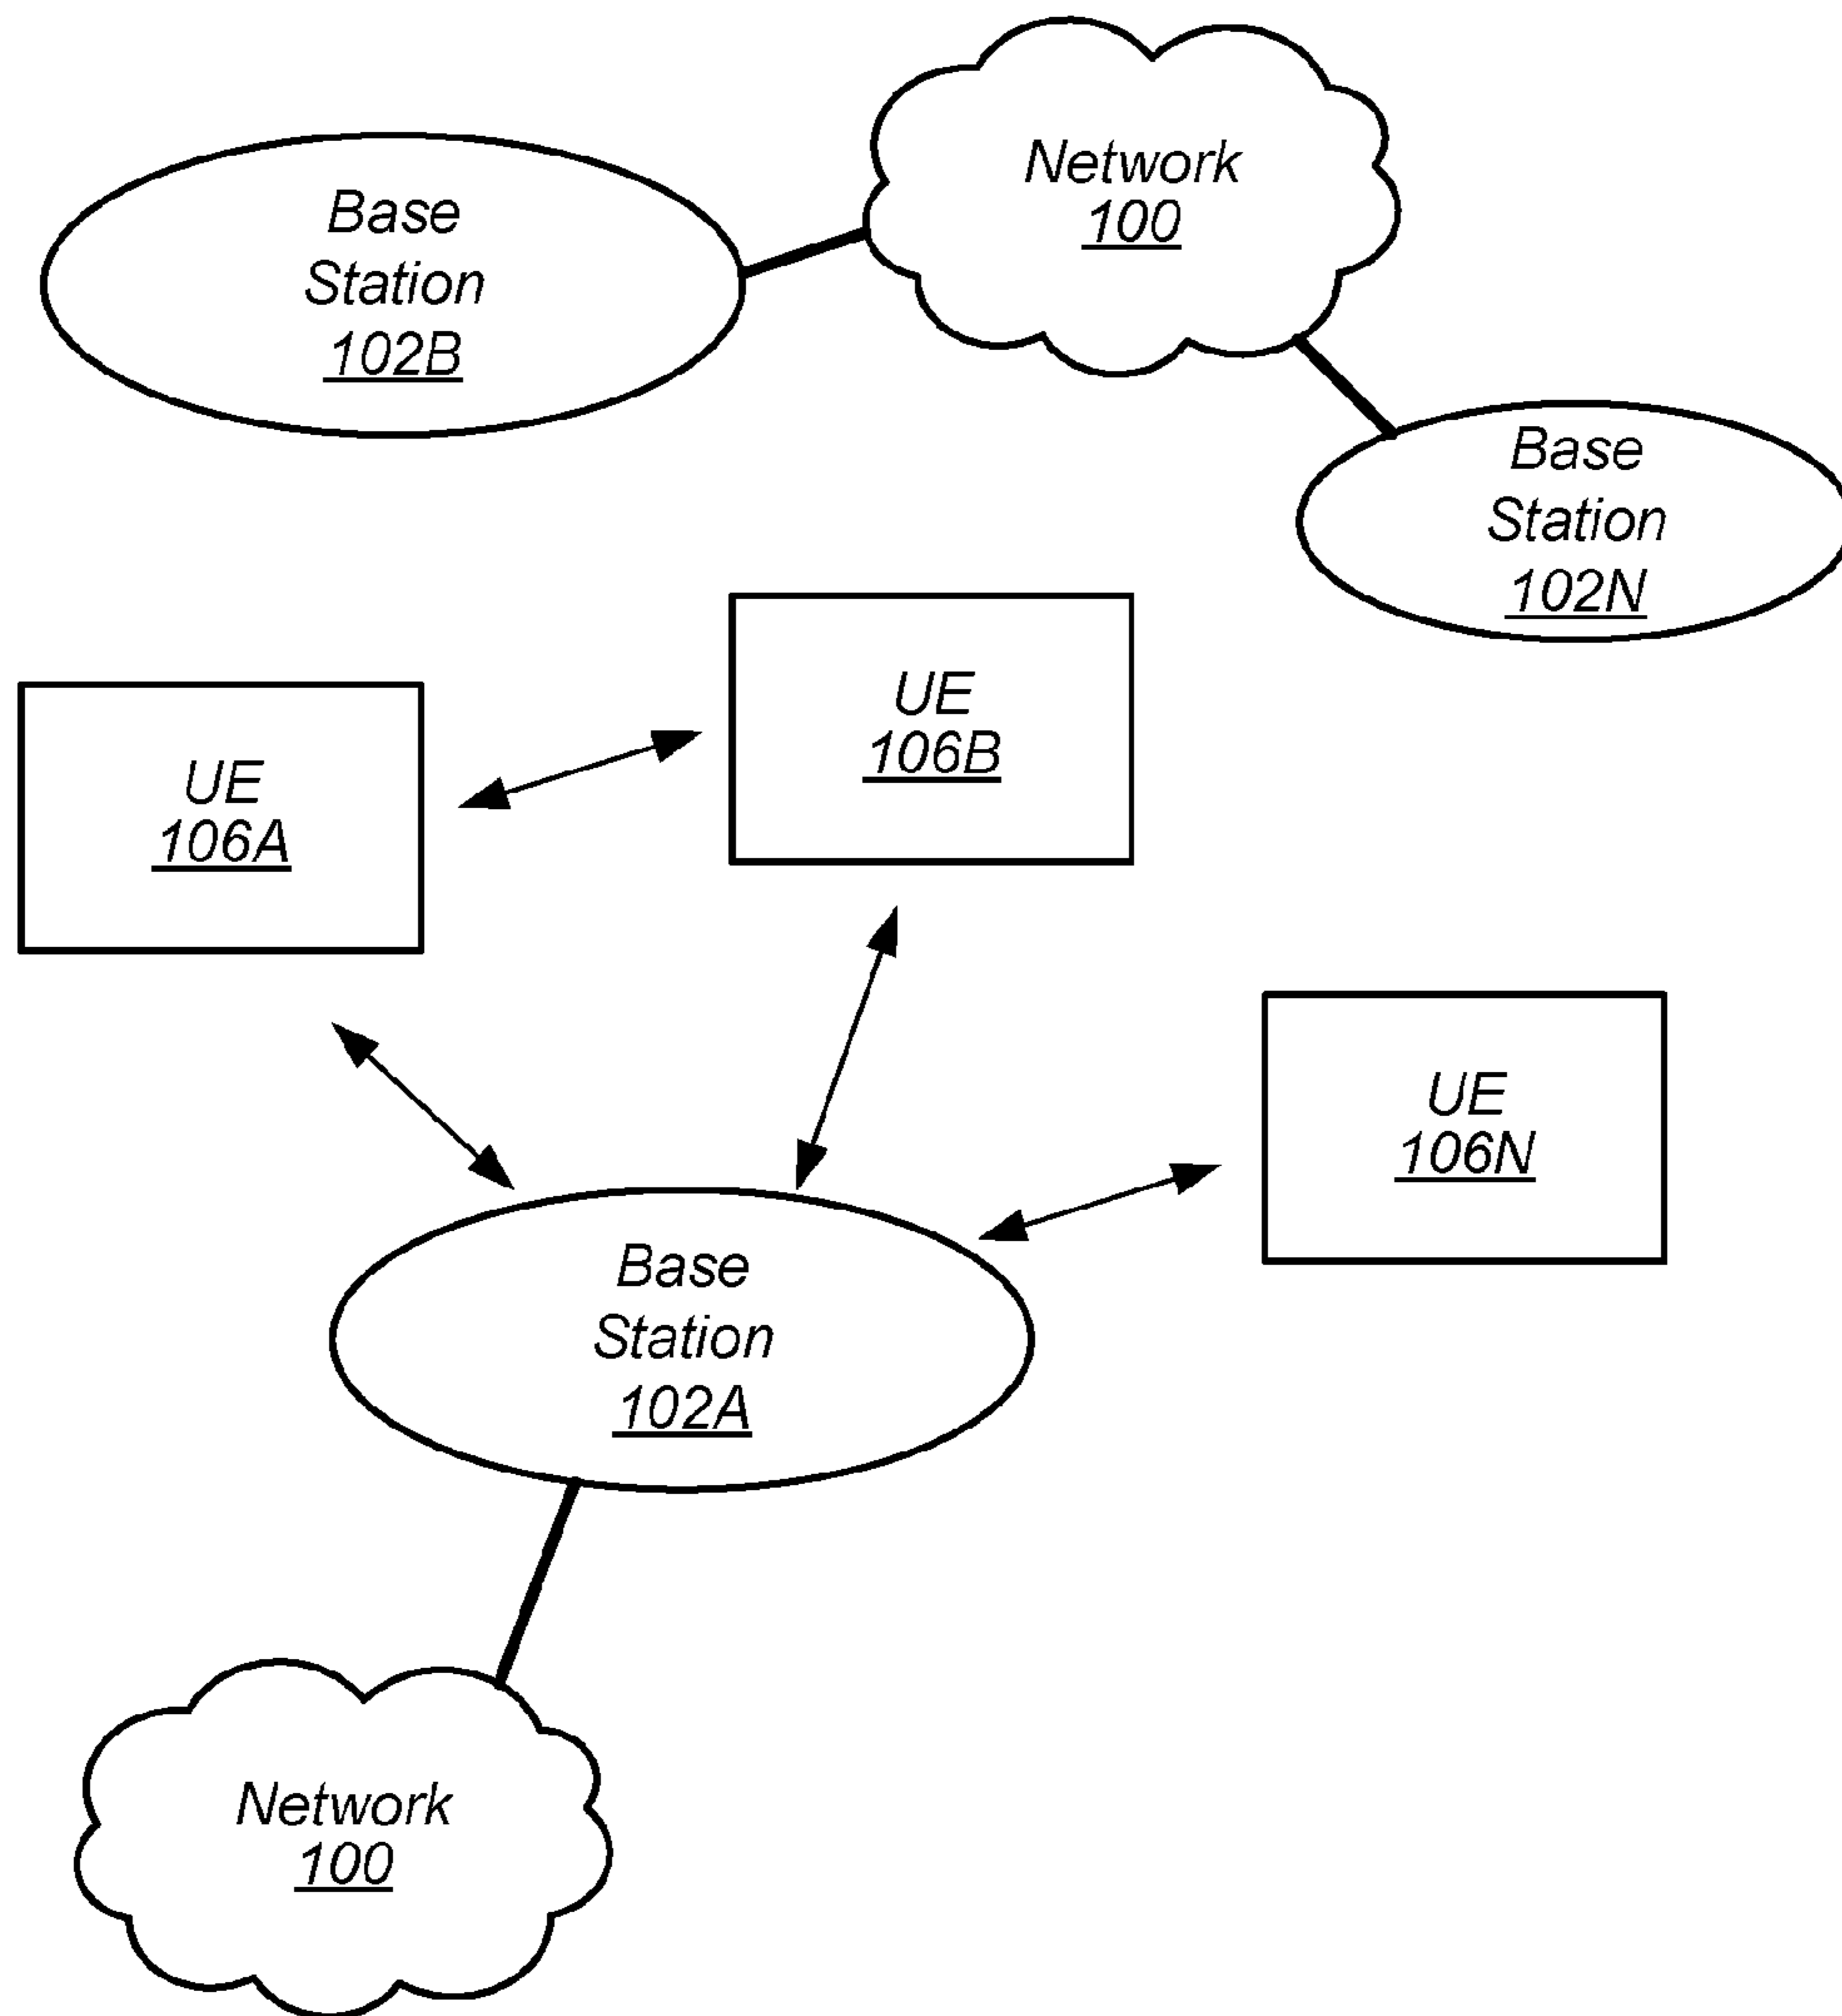 Network
100
Base
Station
102B
Base
Station
102N
UE
106B
UE
106A
UE
106N
Base
Station
102A
Network
100